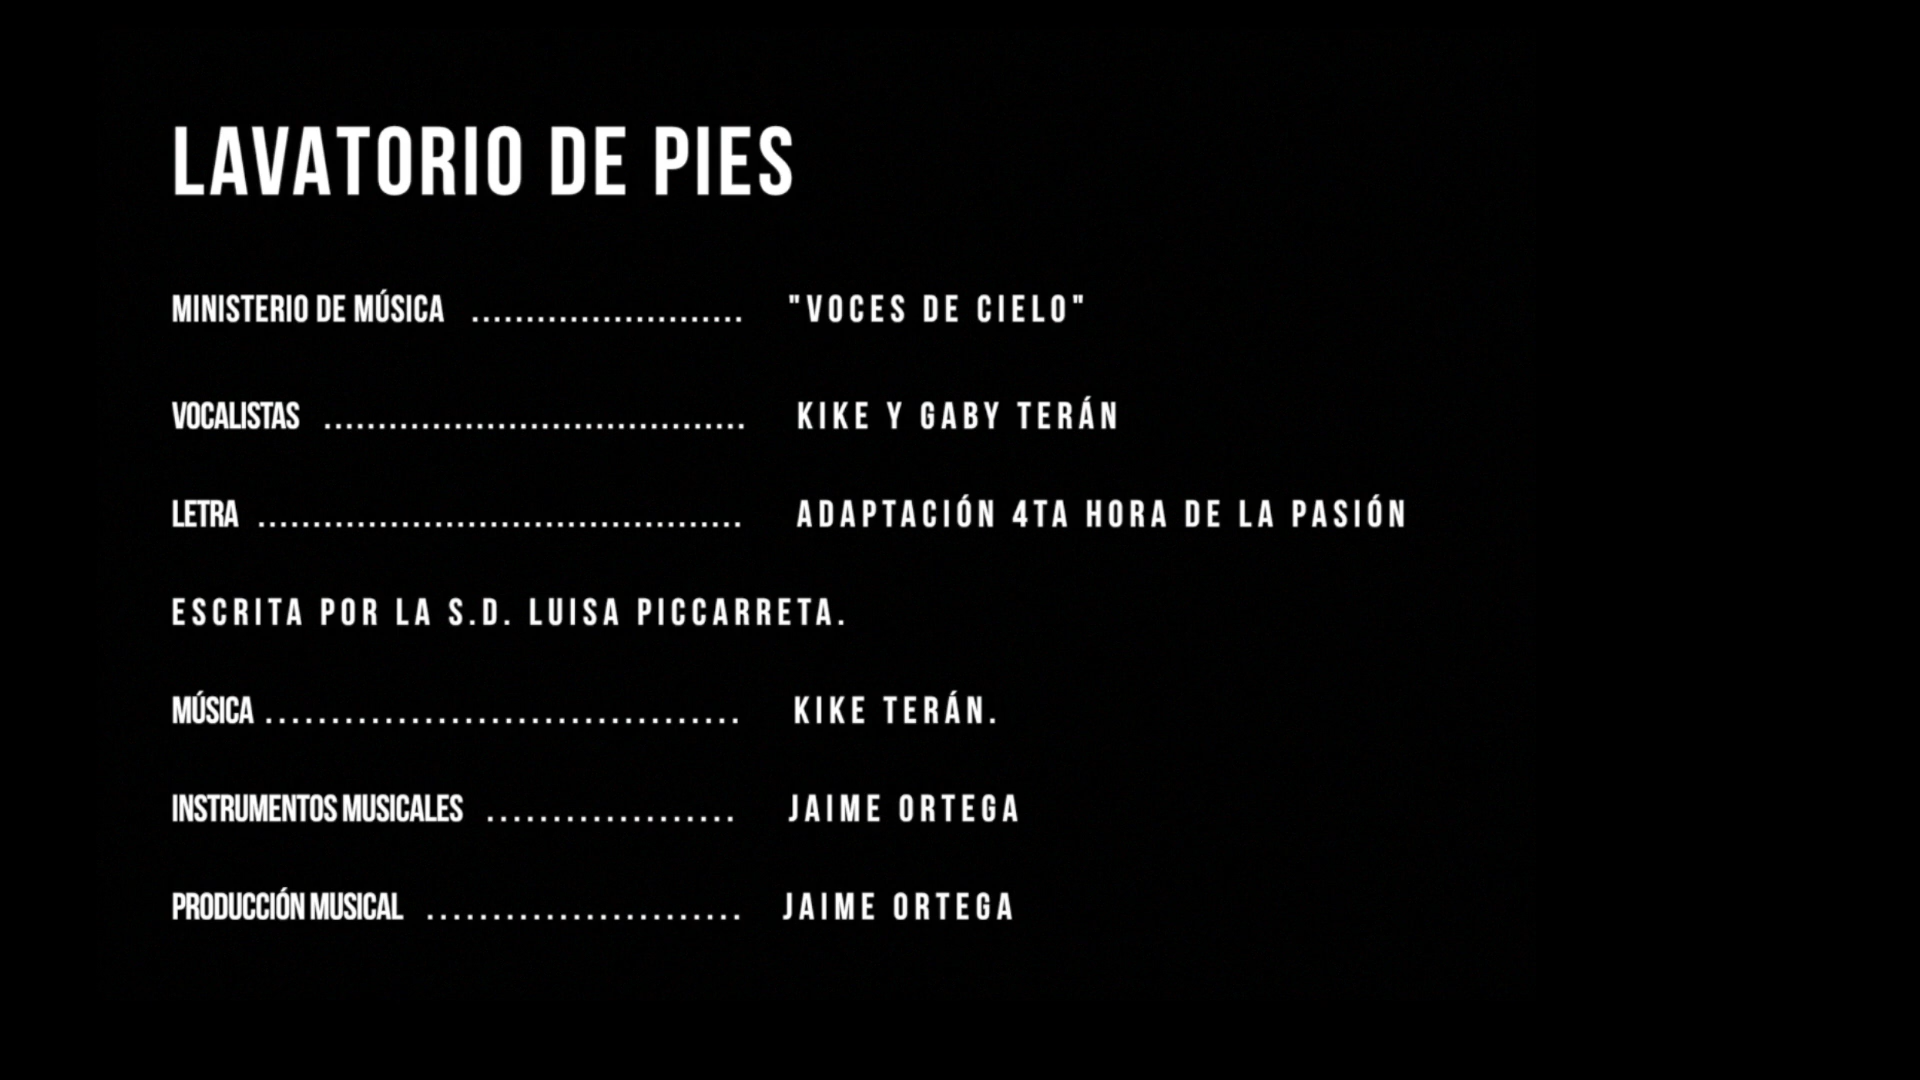 LAVATORIO DE PIES
MINISTERIO DE MÚSICA ......................... "VOCES DE CIELO"
VOCALISTAS ....................................... KIKE Y GABY TERÁN
LETRA ............................................. ADAPTACIÓN 4TA HORA DE LA PASIÓN
ESCRITA POR LA S.D. LUISA PICCARRETA.
MÚSICA .................................... KIKE TERÁN.
INSTRUMENTOS MUSICALES ................... JAIME ORTEGA
PRODUCCIÓN MUSICAL ........................ JAIME ORTEGA